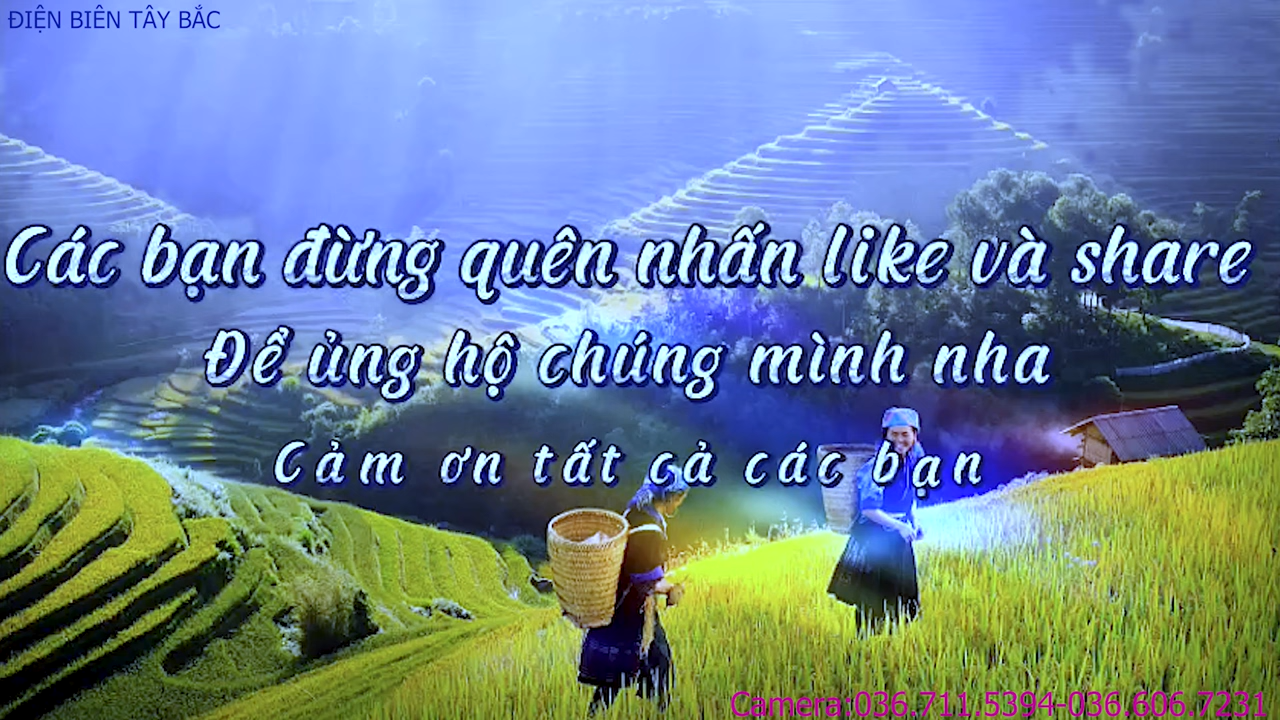 ĐIỆN BIÊN TÂY BẮC
Các bạn đừng quên nhấn like và share
Để ủng hộ chúng mình nha
Cảm ơn tất cả các bạn
Camera:036.711.5394-036.606.7231